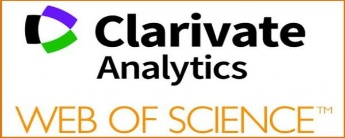 Clarivate
Analytics
WEB OF SCIENCE™